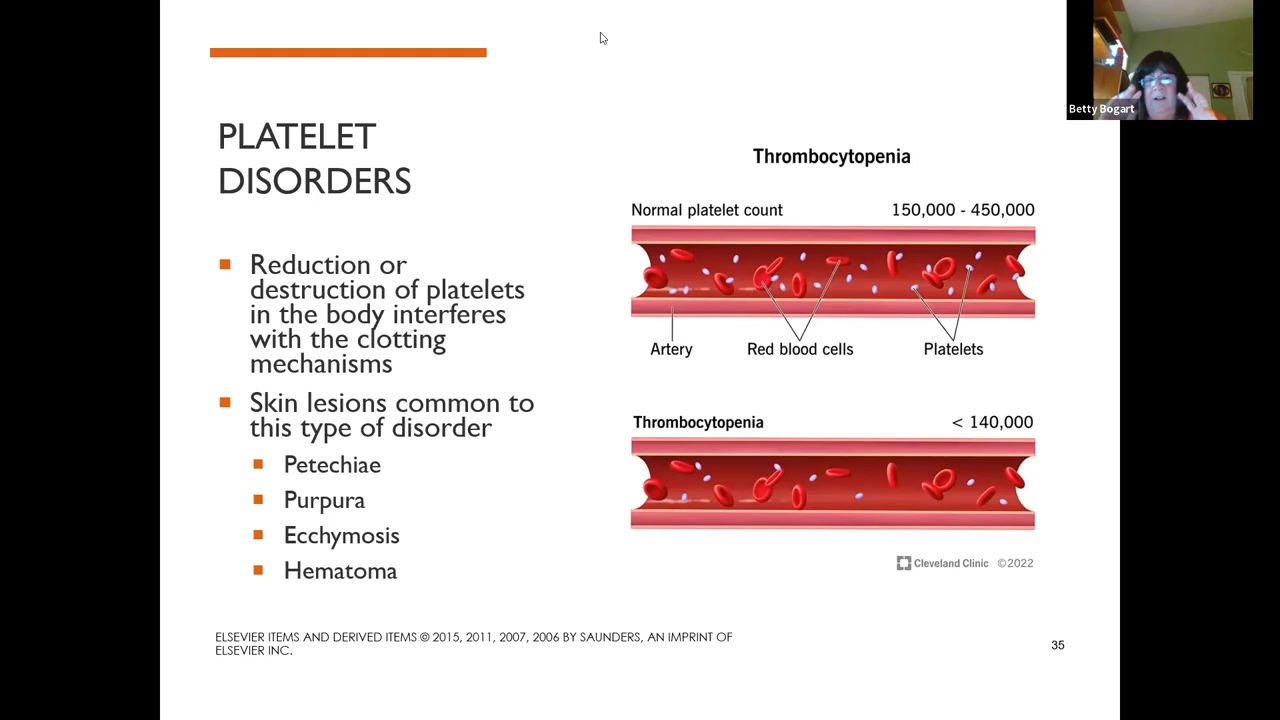 PLATELET
DISORDERS
Reduction or
destruction of platelets
in the body interferes
with the clotting
mechanisms
Skin lesions common to
this type of disorder
Petechiae
Purpura
Ecchymosis
Hematoma
Thrombocytopenia
Normal platelet count 150,000 - 450,000
Artery Red blood cells Platelets
Thrombocytopenia < 140,000
Cleveland Clinic ©2022
ELSEVIER ITEMS AND DERIVED ITEMS © 2015, 2011, 2007, 2006 BY SAUNDERS, AN IMPRINT OF
ELSEVIER INC.
35
Betty Bogart